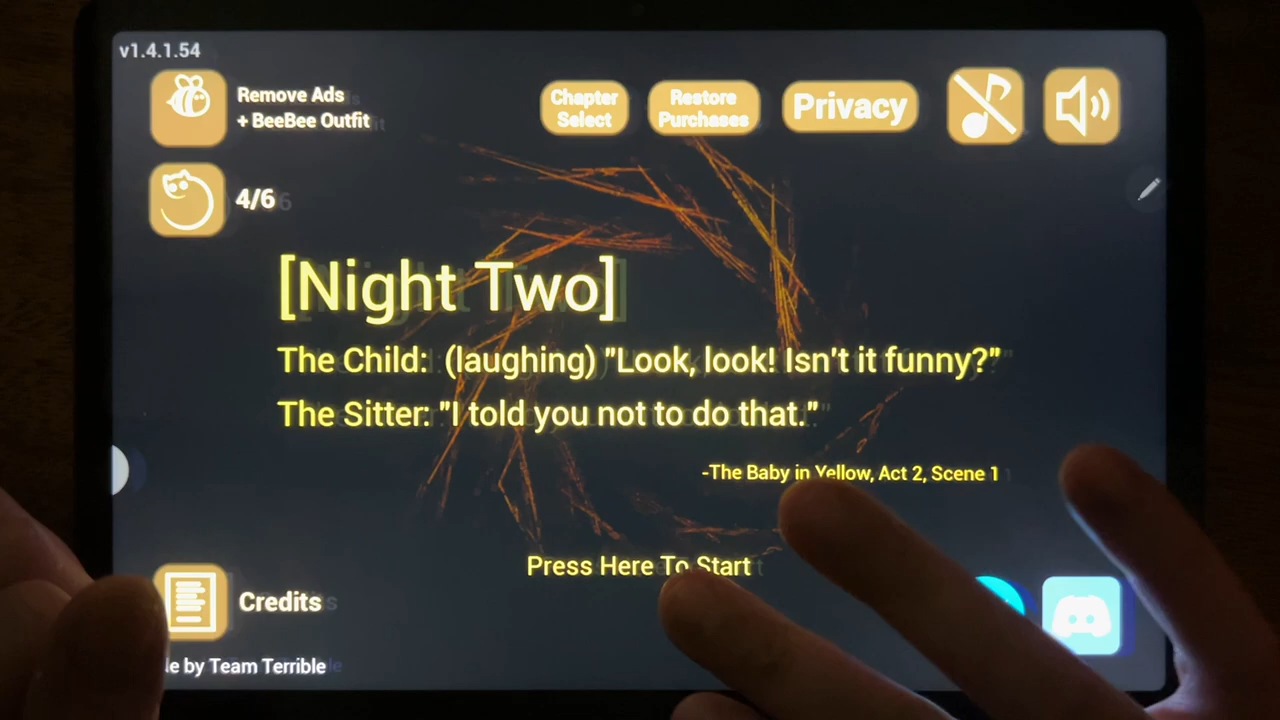 v1.4.1.54
Remove Ads
+ BeeBee Outfit
Chapter
Select
Restore
Purchases
Privacy
4/6
[Night Two]
The Child: (laughing) "Look, look! Isn't it funny?"
The Sitter: "I told you not to do that."
-The Baby in Yellow, Act 2, Scene 1
Press Here To Start
Credits
by Team Terrible